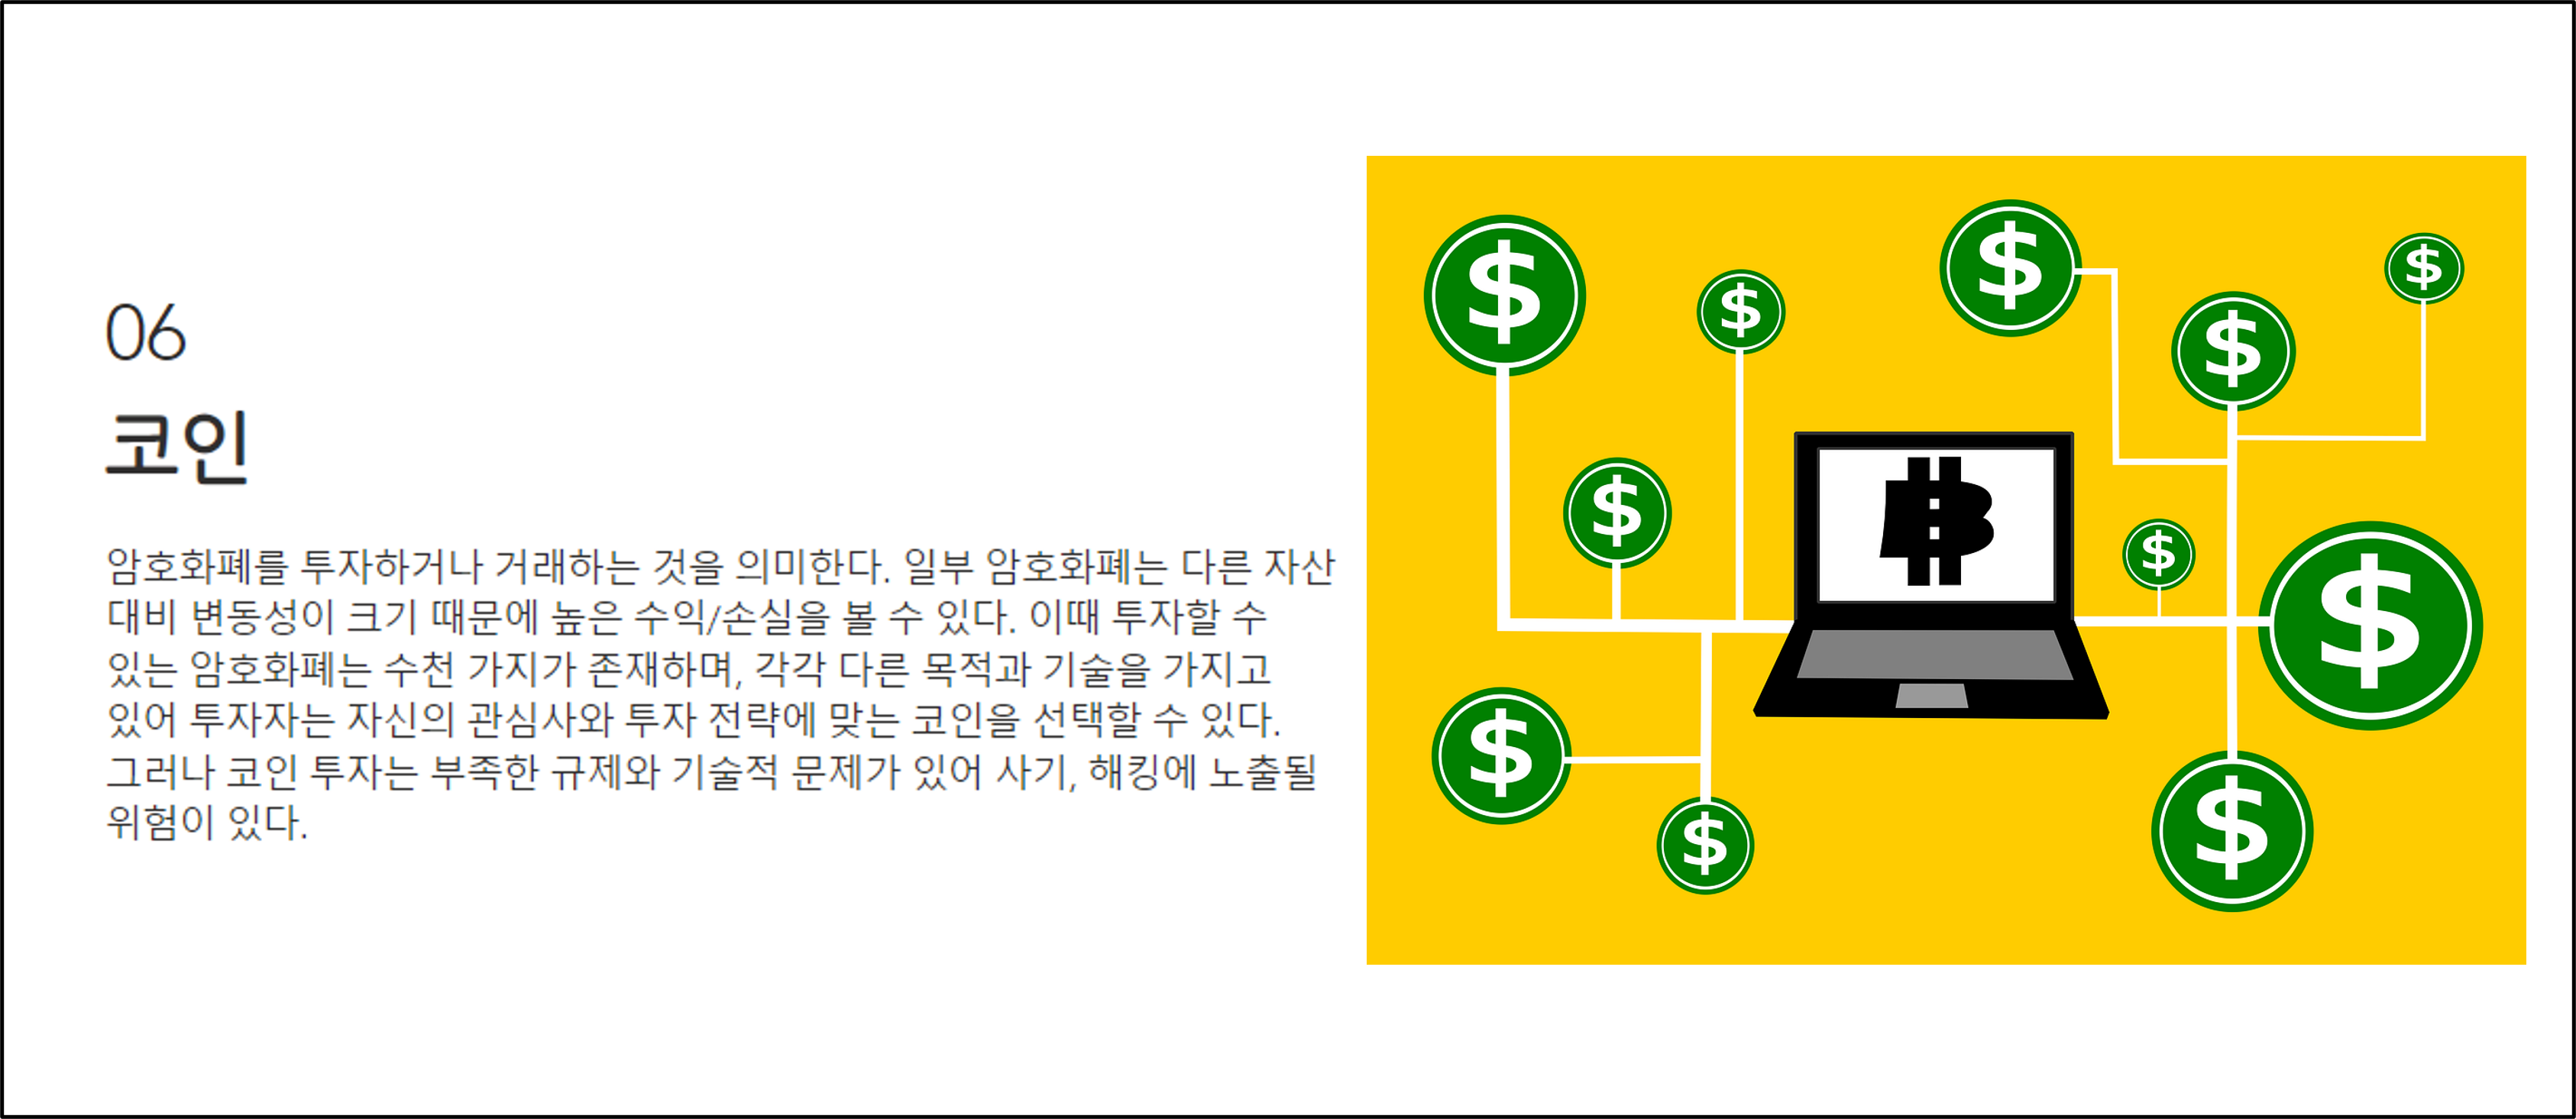 06
코인
암호화폐를 투자하거나 거래하는 것을 의미한다. 일부 암호화폐는 다른 자산
대비 변동성이 크기 때문에 높은 수익/손실을 볼 수 있다. 이때 투자할 수
있는 암호화폐는 수천 가지가 존재하며, 각각 다른 목적과 기술을 가지고
있어 투자자는 자신의 관심사와 투자 전략에 맞는 코인을 선택할 수 있다.
그러나 코인 투자는 부족한 규제와 기술적 문제가 있어 사기, 해킹에 노출될
위험이 있다.